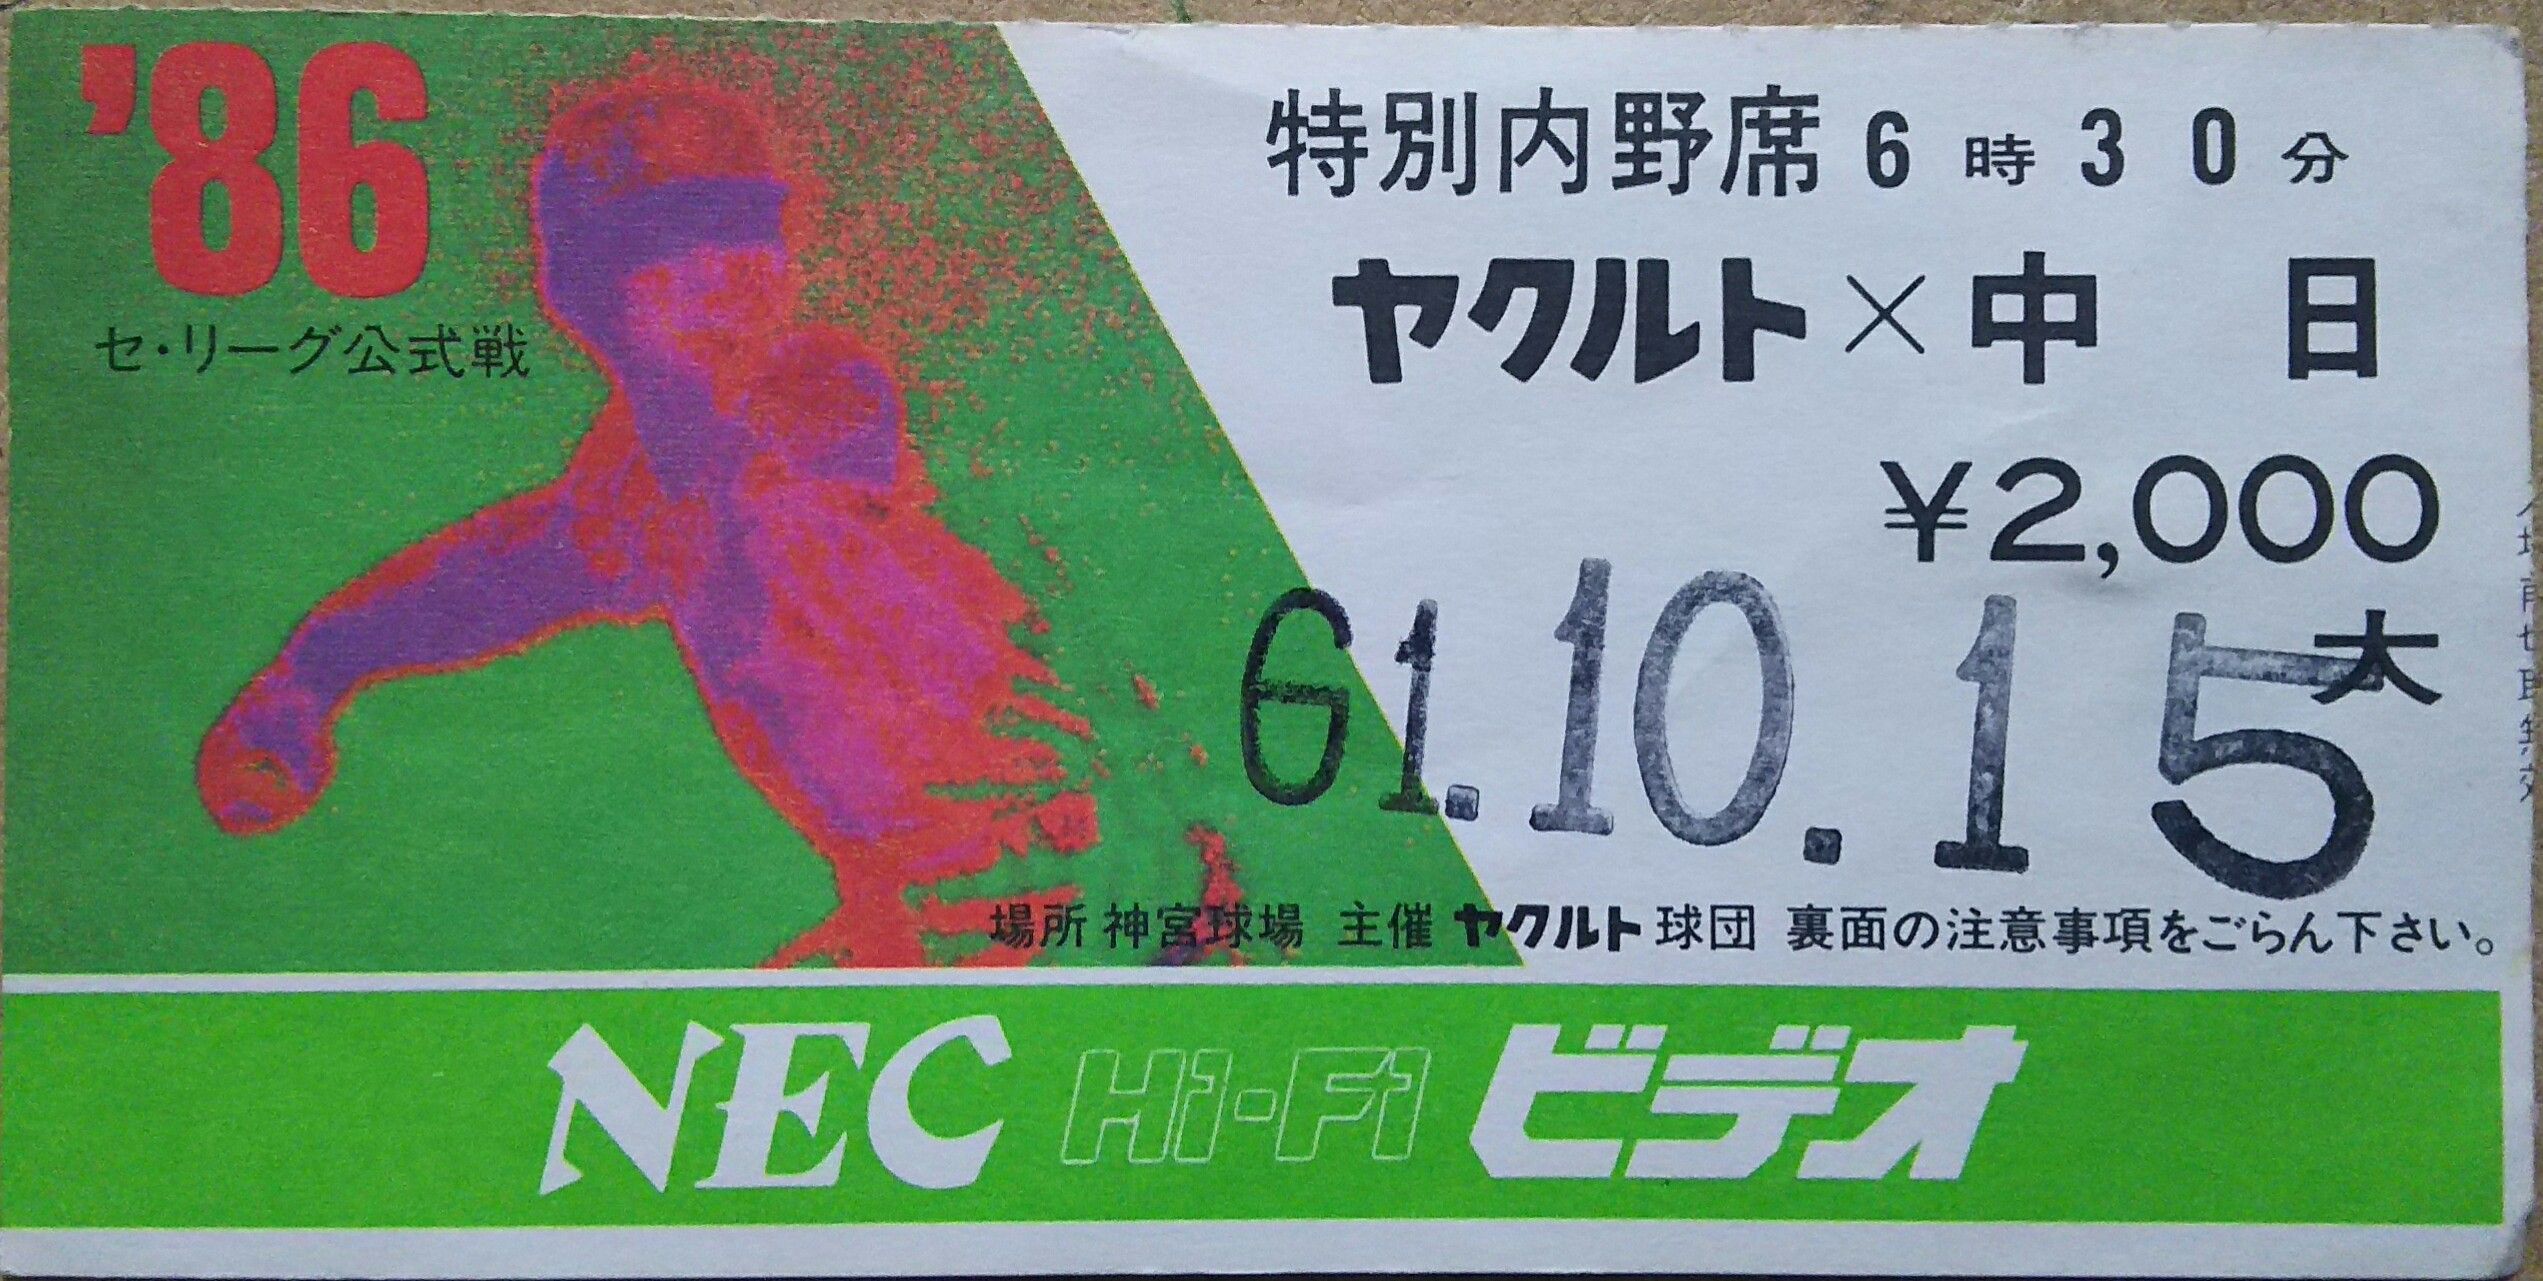 '86
セ・リーグ公式戦
特別内野席 6時30分
ヤクルト×中日
¥2,000
大
61.10.15
場所 神宮球場 主催 ヤクルト球団 裏面の注意事項をごらん下さい。
NEC Hi-Fi ビデオ